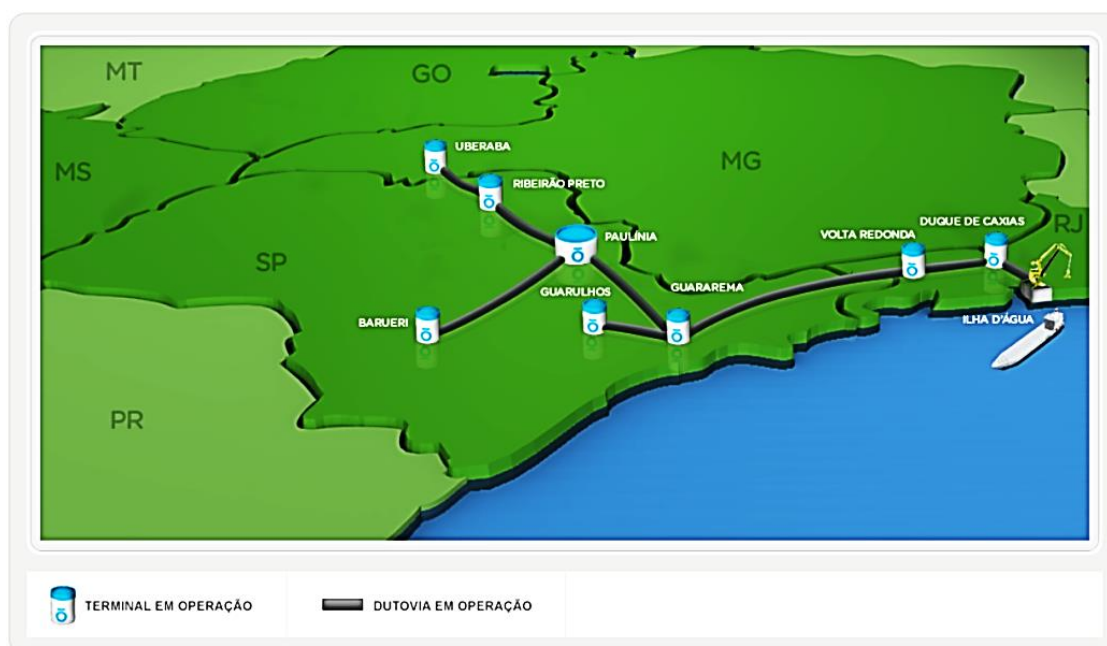 MT
GO
MS
MG
UBERABA
RIBEIRÃO PRETO
DUQUE DE CAXIAS
RJ
VOLTA REDONDA
PAULÍNIA
SP
GUARULHOS
GUARAREMA
BARUERI
ILHA D'ÁGUA
PR
TERMINAL EM OPERAÇÃO
DUTOVIA EM OPERAÇÃO